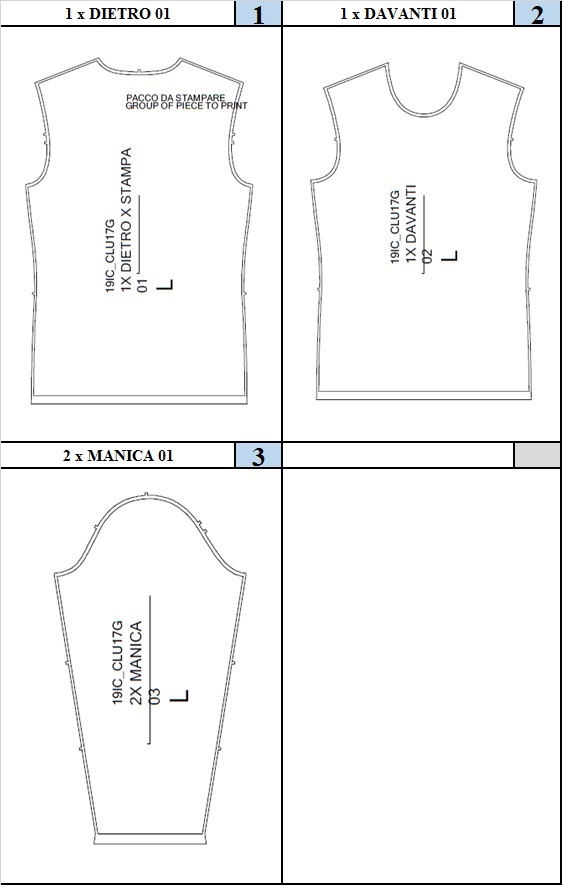 1 x DIETRO 01
1
1 x DAVANTI 01
2
PACCO DA STAMPARE
GROUP OF PIECE TO PRINT
19IC_CLU17G
1X DIETRO X STAMPA
01
L
19IC_CLU17G
1X DAVANTI
02
L
2 x MANICA 01
3
19IC_CLU17G
2X MANICA
03
L